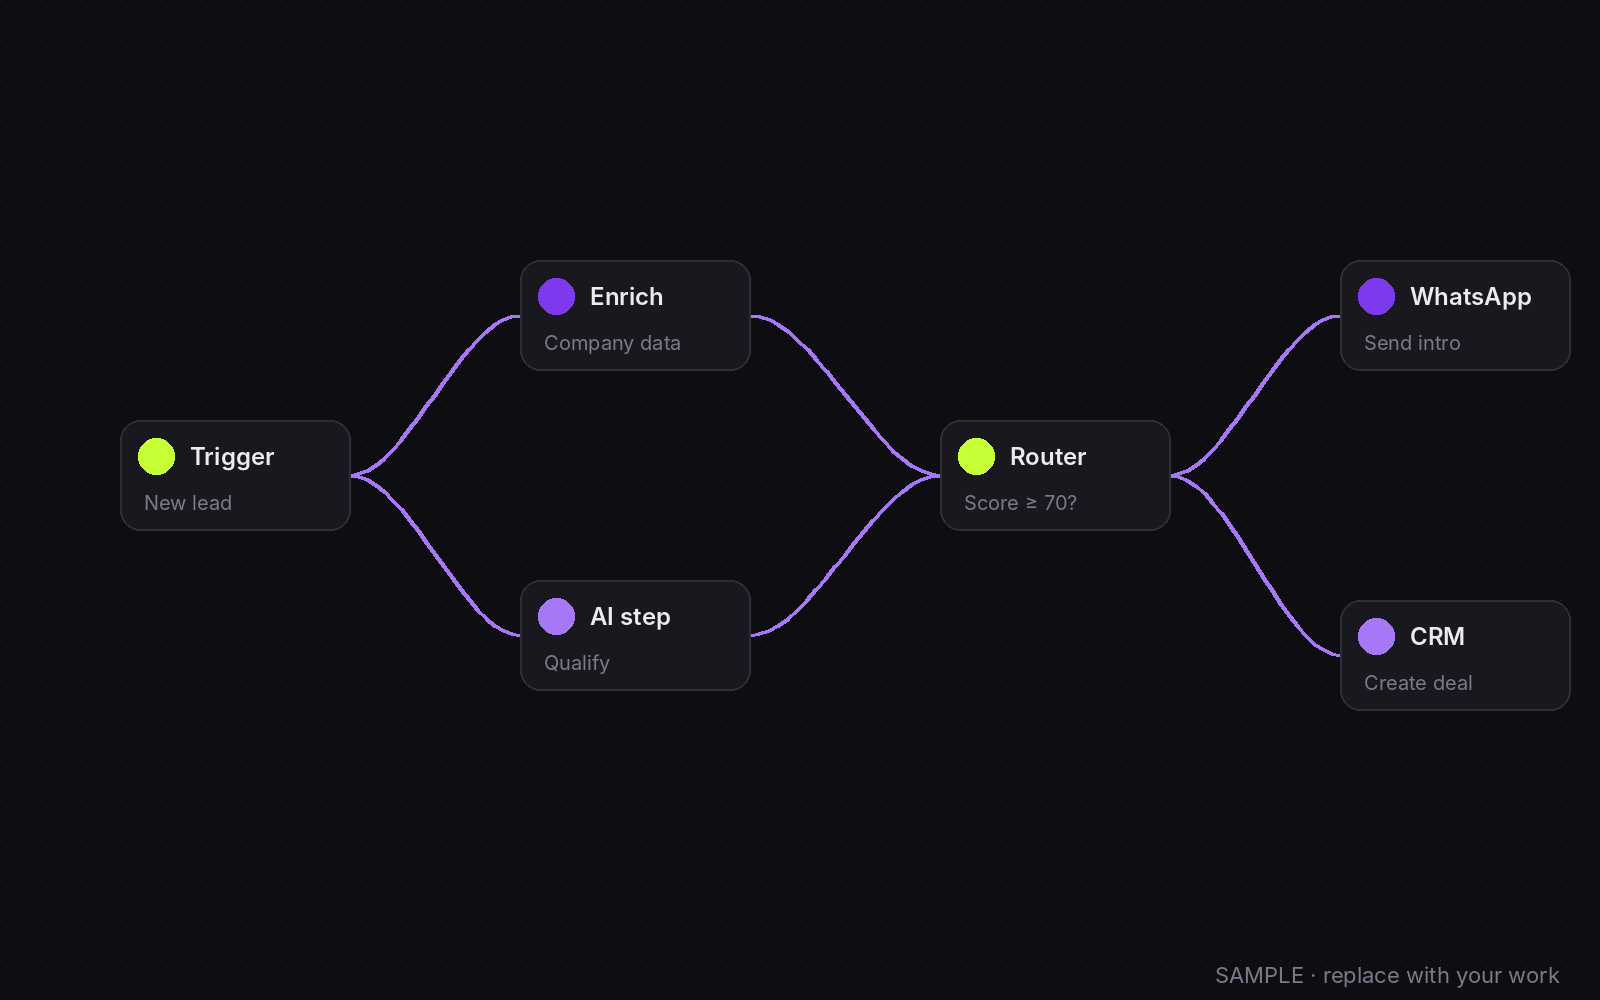 Trigger
New lead
Enrich
Company data
AI step
Qualify
Router
Score ≥ 70?
WhatsApp
Send intro
CRM
Create deal
SAMPLE · replace with your work